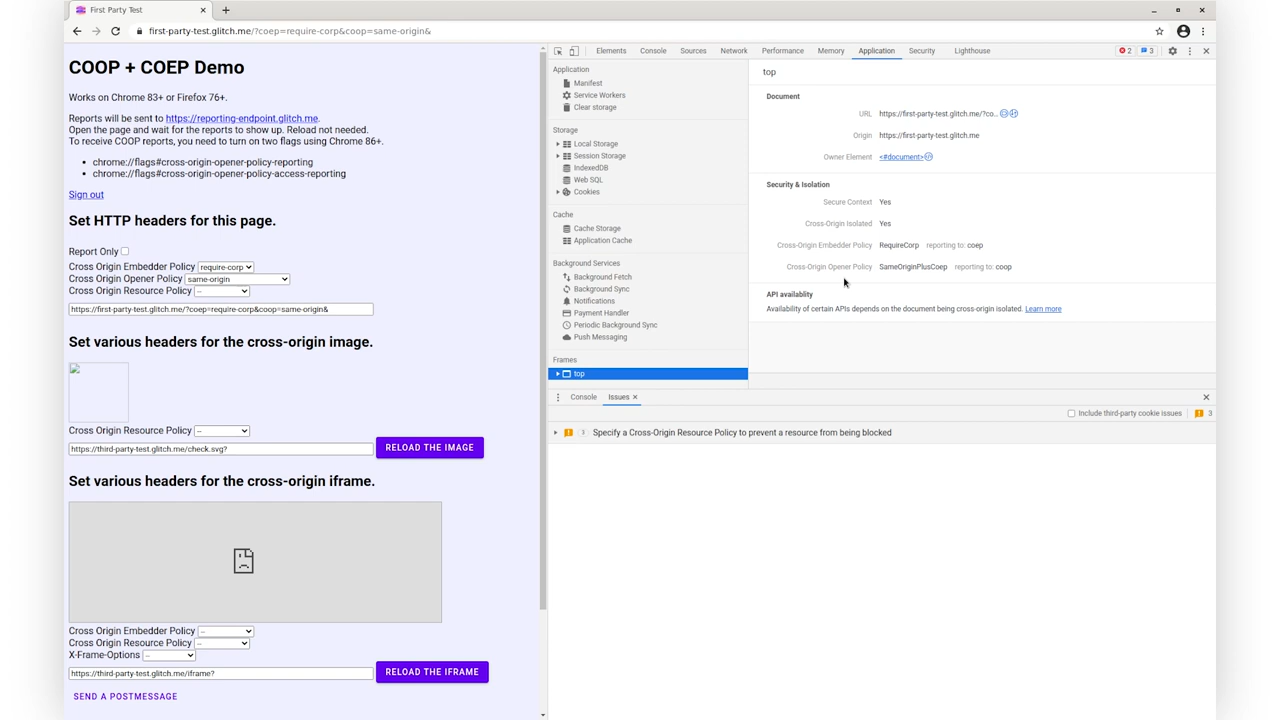 First Party Test
first-party-test.glitch.me/?coep=require-corp&coop=same-origin&
COOP + COEP Demo
Works on Chrome 83+ or Firefox 76+.
Reports will be sent to https://reporting-endpoint.glitch.me.
Open the page and wait for the reports to show up. Reload not needed.
To receive COOP reports, you need to turn on two flags using Chrome 86+.
chrome://flags#cross-origin-opener-policy-reporting
chrome://flags#cross-origin-opener-policy-access-reporting
Sign out
Set HTTP headers for this page.
Report Only
Cross Origin Embedder Policy require-corp
Cross Origin Opener Policy same-origin
Cross Origin Resource Policy --
https://first-party-test.glitch.me/?coep=require-corp&coop=same-origin&
Set various headers for the cross-origin image.
Cross Origin Resource Policy --
https://third-party-test.glitch.me/check.svg? RELOAD THE IMAGE
Set various headers for the cross-origin iframe.
Cross Origin Embedder Policy --
Cross Origin Resource Policy --
X-Frame-Options --
https://third-party-test.glitch.me/iframe? RELOAD THE IFRAME
SEND A POSTMESSAGE
Elements Console Sources Network Performance Memory Application Security Lighthouse 2 3
Application
Manifest
Service Workers
Clear storage
Storage
Local Storage
Session Storage
IndexedDB
Web SQL
Cookies
Cache
Cache Storage
Application Cache
Background Services
Background Fetch
Background Sync
Notifications
Payment Handler
Periodic Background Sync
Push Messaging
Frames
top
top
Document
URL https://first-party-test.glitch.me/?co…
Origin https://first-party-test.glitch.me
Owner Element <#document>
Security & Isolation
Secure Context Yes
Cross-Origin Isolated Yes
Cross-Origin Embedder Policy RequireCorp reporting to: coep
Cross-Origin Opener Policy SameOriginPlusCoep reporting to: coop
API availablity
Availability of certain APIs depends on the document being cross-origin isolated. Learn more
Console Issues
Include third-party cookie issues 3
3 Specify a Cross-Origin Resource Policy to prevent a resource from being blocked